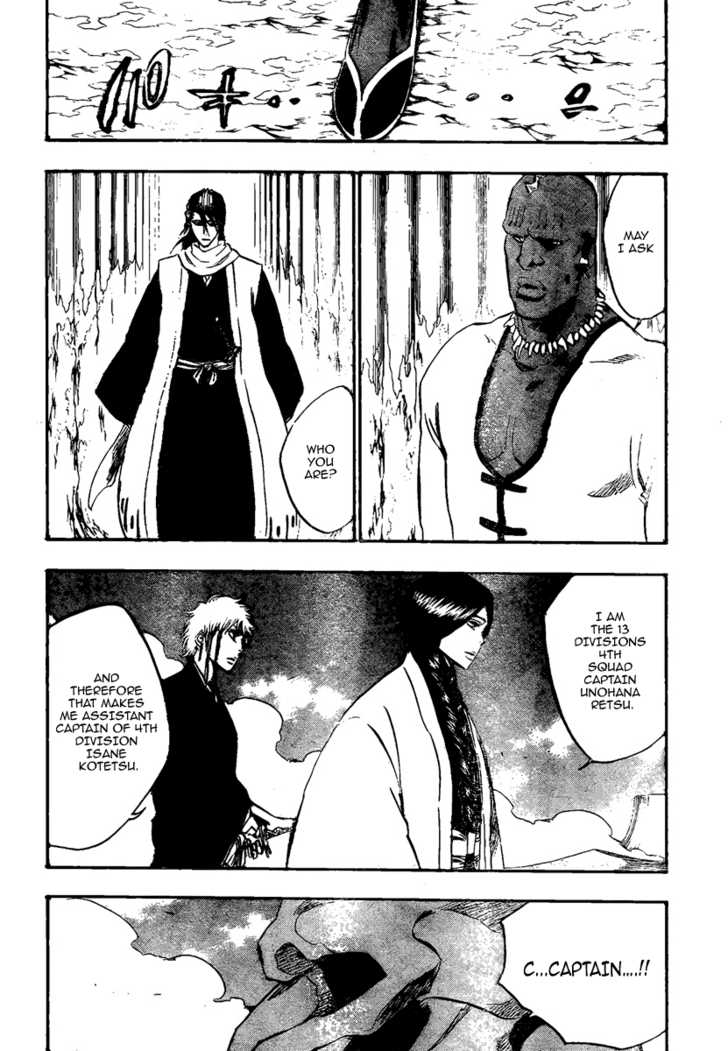 MAY
I ASK
WHO
YOU
ARE?
I AM
THE 13
DIVISIONS
4TH
SQUAD
CAPTAIN
UNOHANA
RETSU.
AND
THEREFORE
THAT MAKES
ME ASSISTANT
CAPTAIN OF 4TH
DIVISION
ISANE
KOTETSU.
C...CAPTAIN....!!